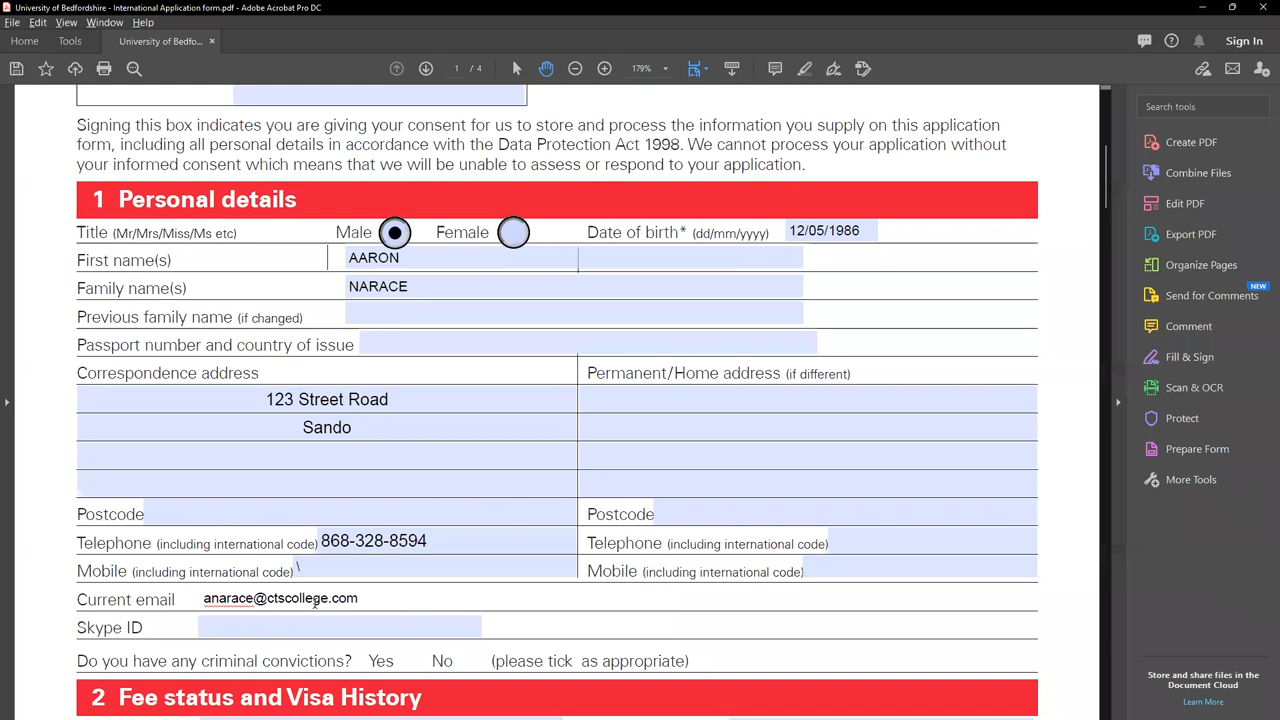 University of Bedfordshire - International Application form.pdf - Adobe Acrobat Pro DC
File Edit View Window Help
Home Tools University of Bedfo... × Sign In
1 / 4 179%
Search tools
Signing this box indicates you are giving your consent for us to store and process the information you supply on this application
form, including all personal details in accordance with the Data Protection Act 1998. We cannot process your application without
your informed consent which means that we will be unable to assess or respond to your application.
1 Personal details
Title (Mr/Mrs/Miss/Ms etc) Male Female Date of birth* (dd/mm/yyyy) 12/05/1986
First name(s) AARON
Family name(s) NARACE
Previous family name (if changed)
Passport number and country of issue
Correspondence address Permanent/Home address (if different)
123 Street Road
Sando
Postcode Postcode
Telephone (including international code) 868-328-8594 Telephone (including international code)
Mobile (including international code) \ Mobile (including international code)
Current email anarace@ctscollege.com
Skype ID
Do you have any criminal convictions? Yes No (please tick as appropriate)
2 Fee status and Visa History
Create PDF
Combine Files
Edit PDF
Export PDF
Organize Pages
NEW
Send for Comments
Comment
Fill & Sign
Scan & OCR
Protect
Prepare Form
More Tools
Store and share files in the
Document Cloud
Learn More